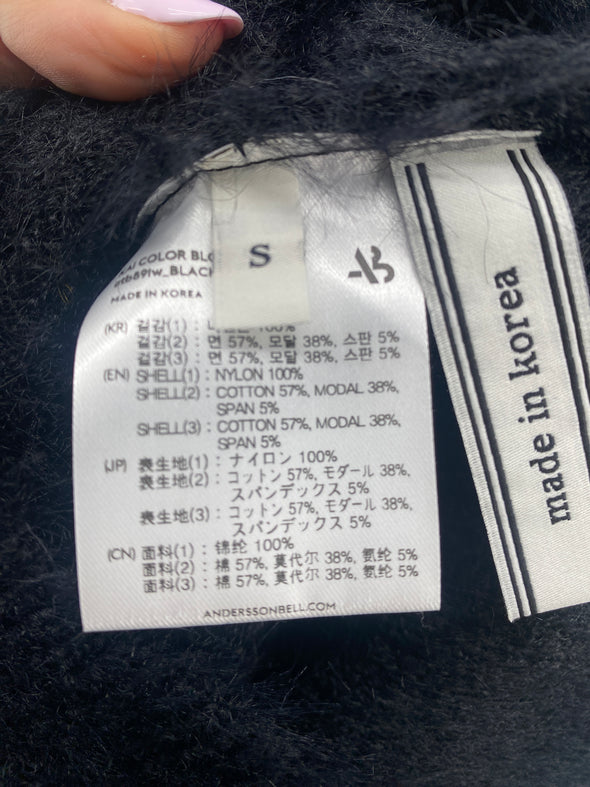 COLOR
atb891w_BLACK
MADE IN KOREA
S
AB
(KR) 겉감(1) : 100%
겉감(2) : 면 57%, 모달 38%, 스판 5%
겉감(3) : 면 57%, 모달 38%, 스판 5%
(EN) SHELL(1) : NYLON 100%
SHELL(2) : COTTON 57%, MODAL 38%,
SPAN 5%
SHELL(3) : COTTON 57%, MODAL 38%,
SPAN 5%
(JP) 表生地(1) : ナイロン 100%
表生地(2) : コットン 57%, モダール 38%,
スパンデックス 5%
表生地(3) : コットン 57%, モダール 38%,
スパンデックス 5%
(CN) 面料(1) : 锦纶 100%
面料(2) : 棉 57%, 莫代尔 38%, 氨纶 5%
面料(3) : 棉 57%, 莫代尔 38%, 氨纶 5%
ANDERSSONBELL.COM
made in korea